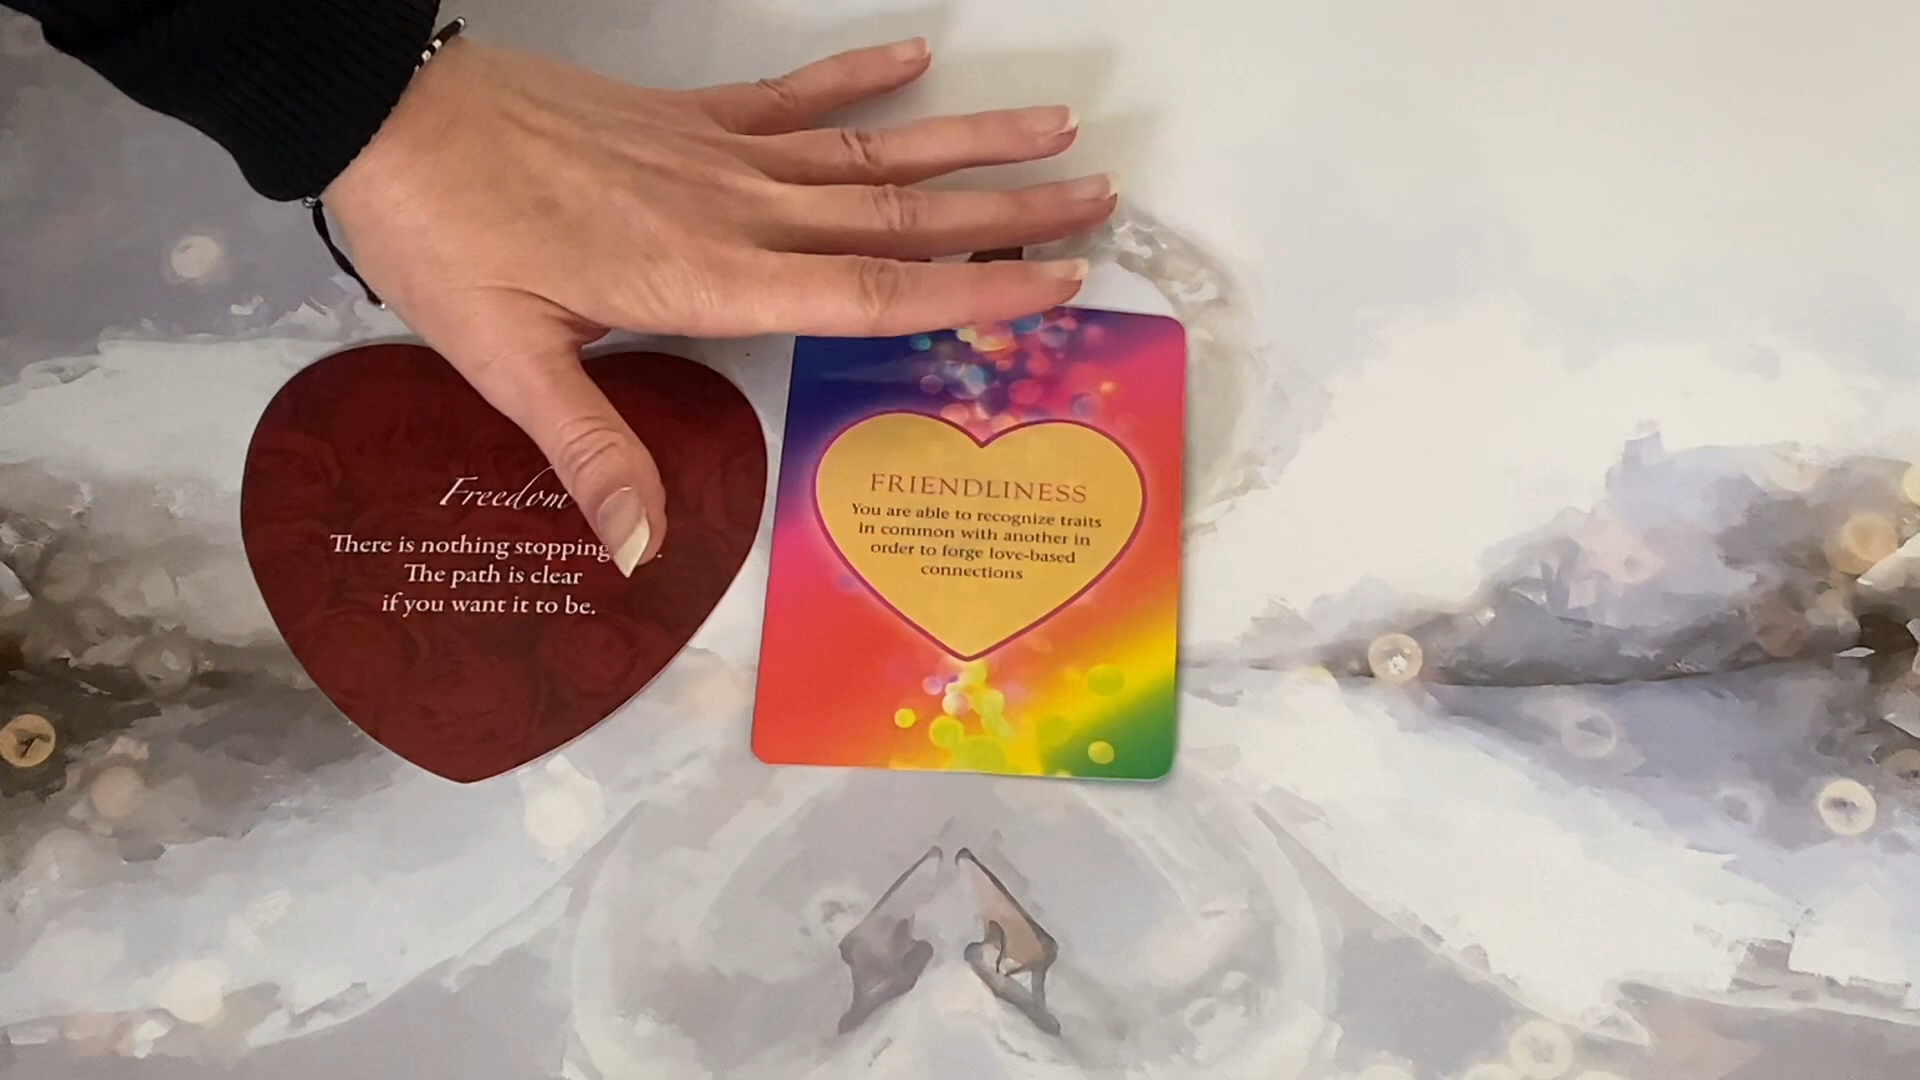 Freedom
There is nothing stopping
The path is clear
if you want it to be.
FRIENDLINESS
You are able to recognize traits
in common with another in
order to forge love-based
connections